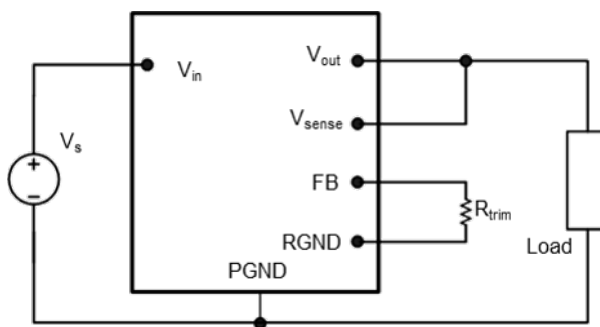 V_out
V_in
V_sense
V_s
+
−
FB
R_trim
RGND
Load
PGND